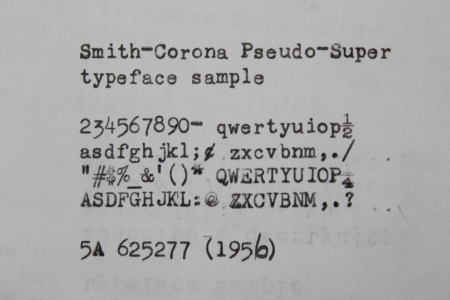 Smith-Corona Pseudo-Super
typeface sample
234567890- qwertyuiop½
asdfghjkl;¢ zxcvbnm,./
"#$%_&'()* QWERTYUIOP¼
ASDFGHJKL:@ ZXCVBNM,.?
5A 625277 (1956)